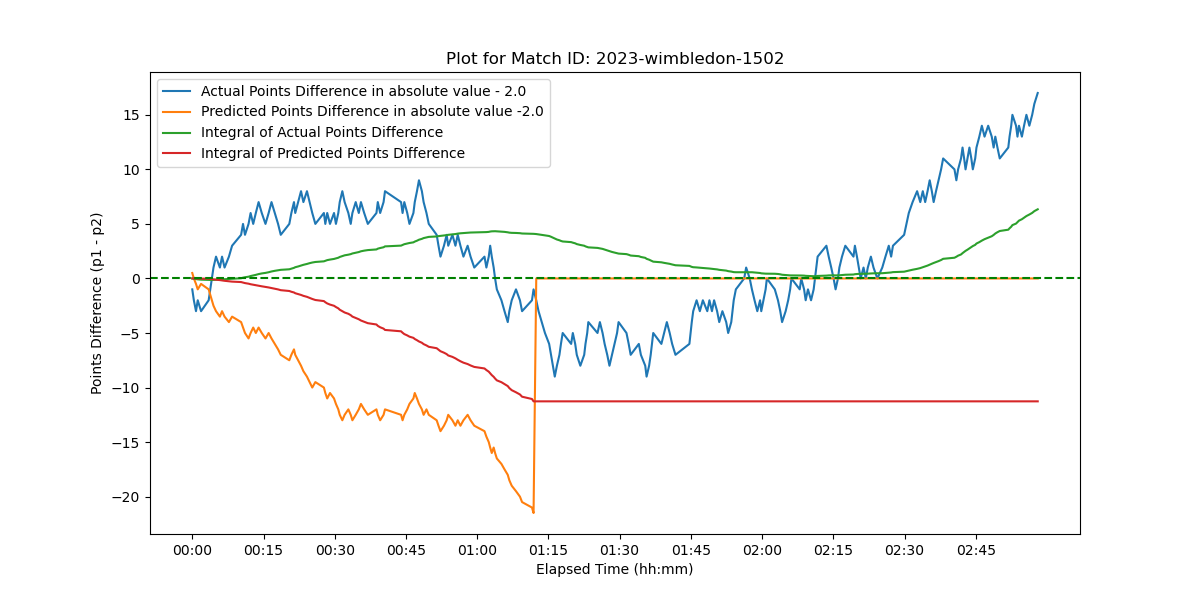 Plot for Match ID: 2023-wimbledon-1502
Actual Points Difference in absolute value - 2.0
Predicted Points Difference in absolute value -2.0
Integral of Actual Points Difference
Integral of Predicted Points Difference
Points Difference (p1 - p2)
15
10
5
0
−5
−10
−15
−20
00:00 00:15 00:30 00:45 01:00 01:15 01:30 01:45 02:00 02:15 02:30 02:45
Elapsed Time (hh:mm)